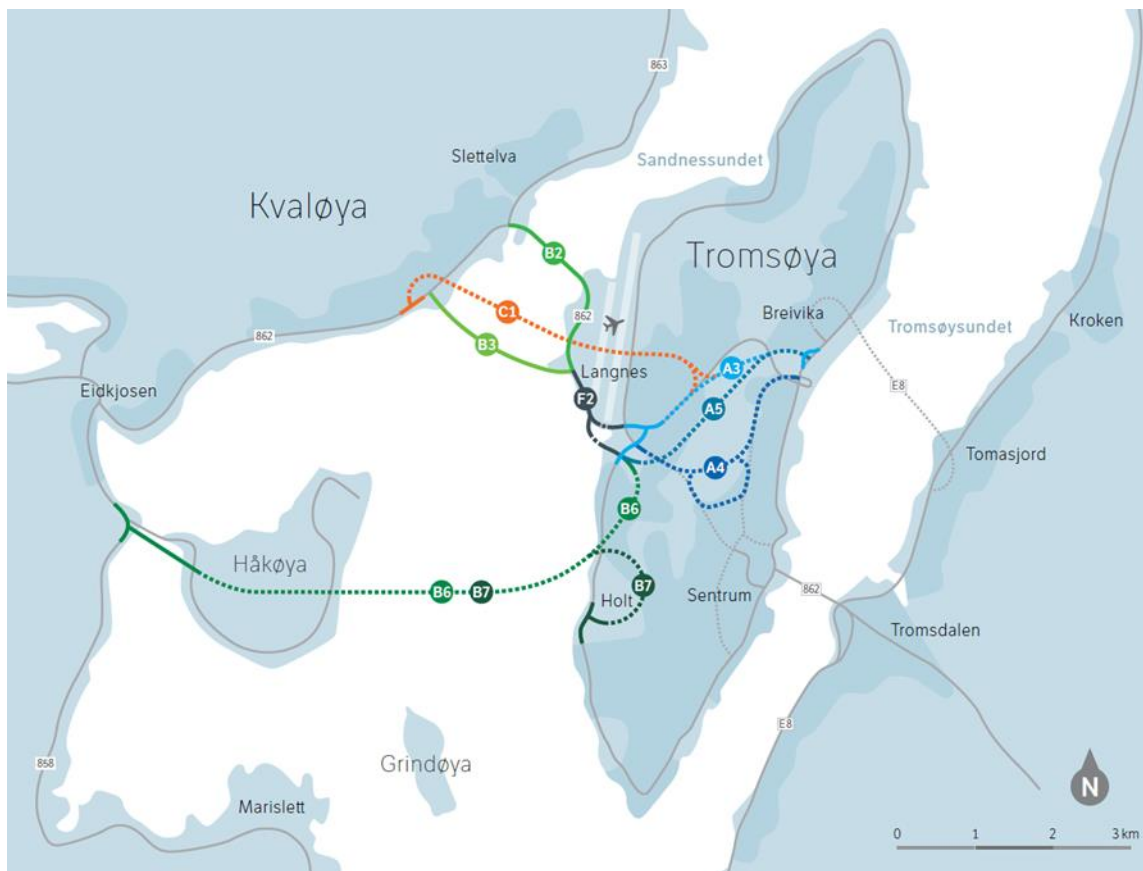 863
Slettelva
Sandnessundet
Kvaløya
Tromsøya
B2
Breivika
C1
862
Tromsøysundet
Kroken
862
B3
Langnes
A3
E8
Eidkjosen
F2
A5
Tomasjord
A4
B6
Håkøya
B6
B7
Holt
B7
Sentrum
862
Tromsdalen
E8
Grindøya
868
Marislett
N
0
1
2
3 km